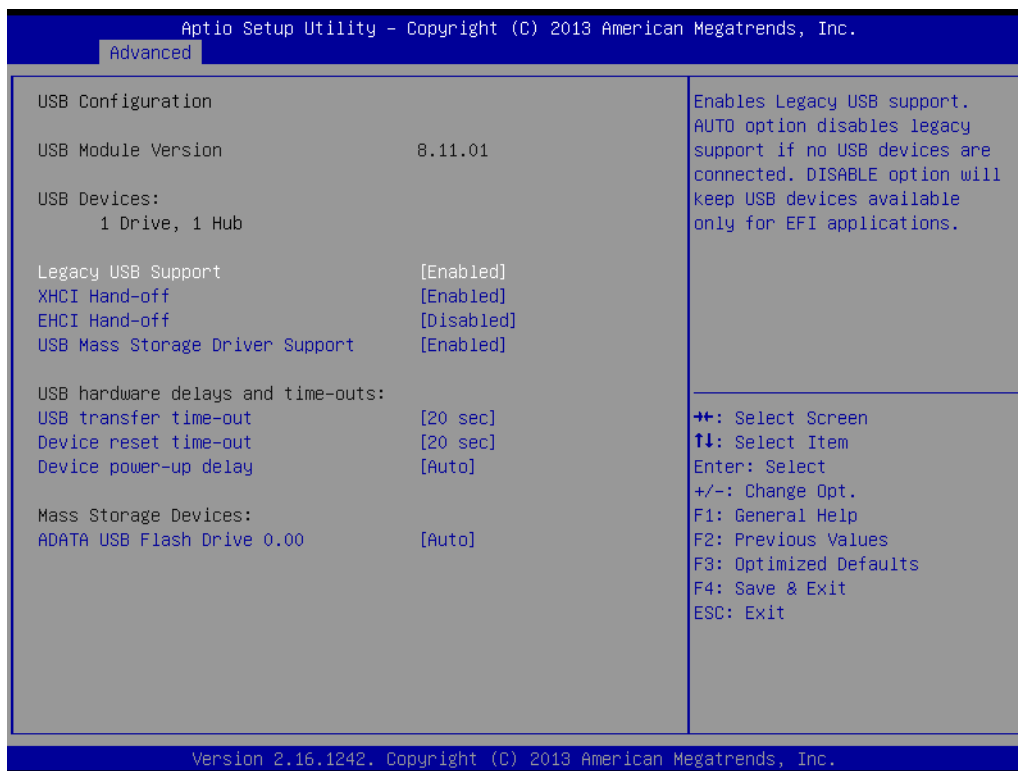 Aptio Setup Utility – Copyright (C) 2013 American Megatrends, Inc.
Advanced
USB Configuration
USB Module Version 8.11.01
USB Devices:
1 Drive, 1 Hub
Legacy USB Support [Enabled]
XHCI Hand-off [Enabled]
EHCI Hand-off [Disabled]
USB Mass Storage Driver Support [Enabled]
USB hardware delays and time-outs:
USB transfer time-out [20 sec]
Device reset time-out [20 sec]
Device power-up delay [Auto]
Mass Storage Devices:
ADATA USB Flash Drive 0.00 [Auto]
Enables Legacy USB support.
AUTO option disables legacy
support if no USB devices are
connected. DISABLE option will
keep USB devices available
only for EFI applications.
→←: Select Screen
↑↓: Select Item
Enter: Select
+/-: Change Opt.
F1: General Help
F2: Previous Values
F3: Optimized Defaults
F4: Save & Exit
ESC: Exit
Version 2.16.1242. Copyright (C) 2013 American Megatrends, Inc.